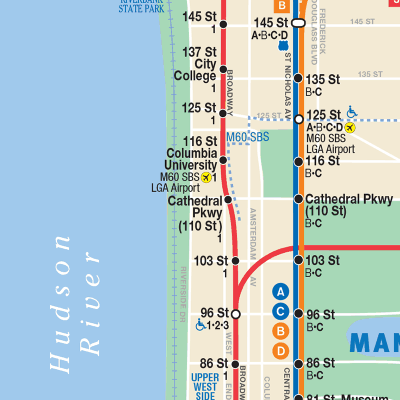 RIVERBANK
STATE PARK
145 St
1
137 St
City
College
1
125 St
1
116 St
Columbia
University
M60 SBS 1
LGA Airport
Cathedral
Pkwy
(110 St)
1
103 St
1
96 St
1•2•3
86 St
1
UPPER
WEST
SIDE
Hudson
River
RIVERSIDE DR
BROADWAY
125 ST
M60 SBS
AMSTERDAM
AV
WEST
END
BROADW
COLU
CENTRAL
B
145 St
A•B•C•D
FREDERICK
DOUGLASS BLVD
145 ST
ST NICHOLAS AV
135 St
B•C
135 ST
125 St
A•B•C•D
M60 SBS
LGA Airport
116 St
B•C
Cathedral Pkwy
(110 St)
B•C
103 St
B•C
A
C
B
D
96 St
B•C
MAN
86 St
B•C
81 St Museum